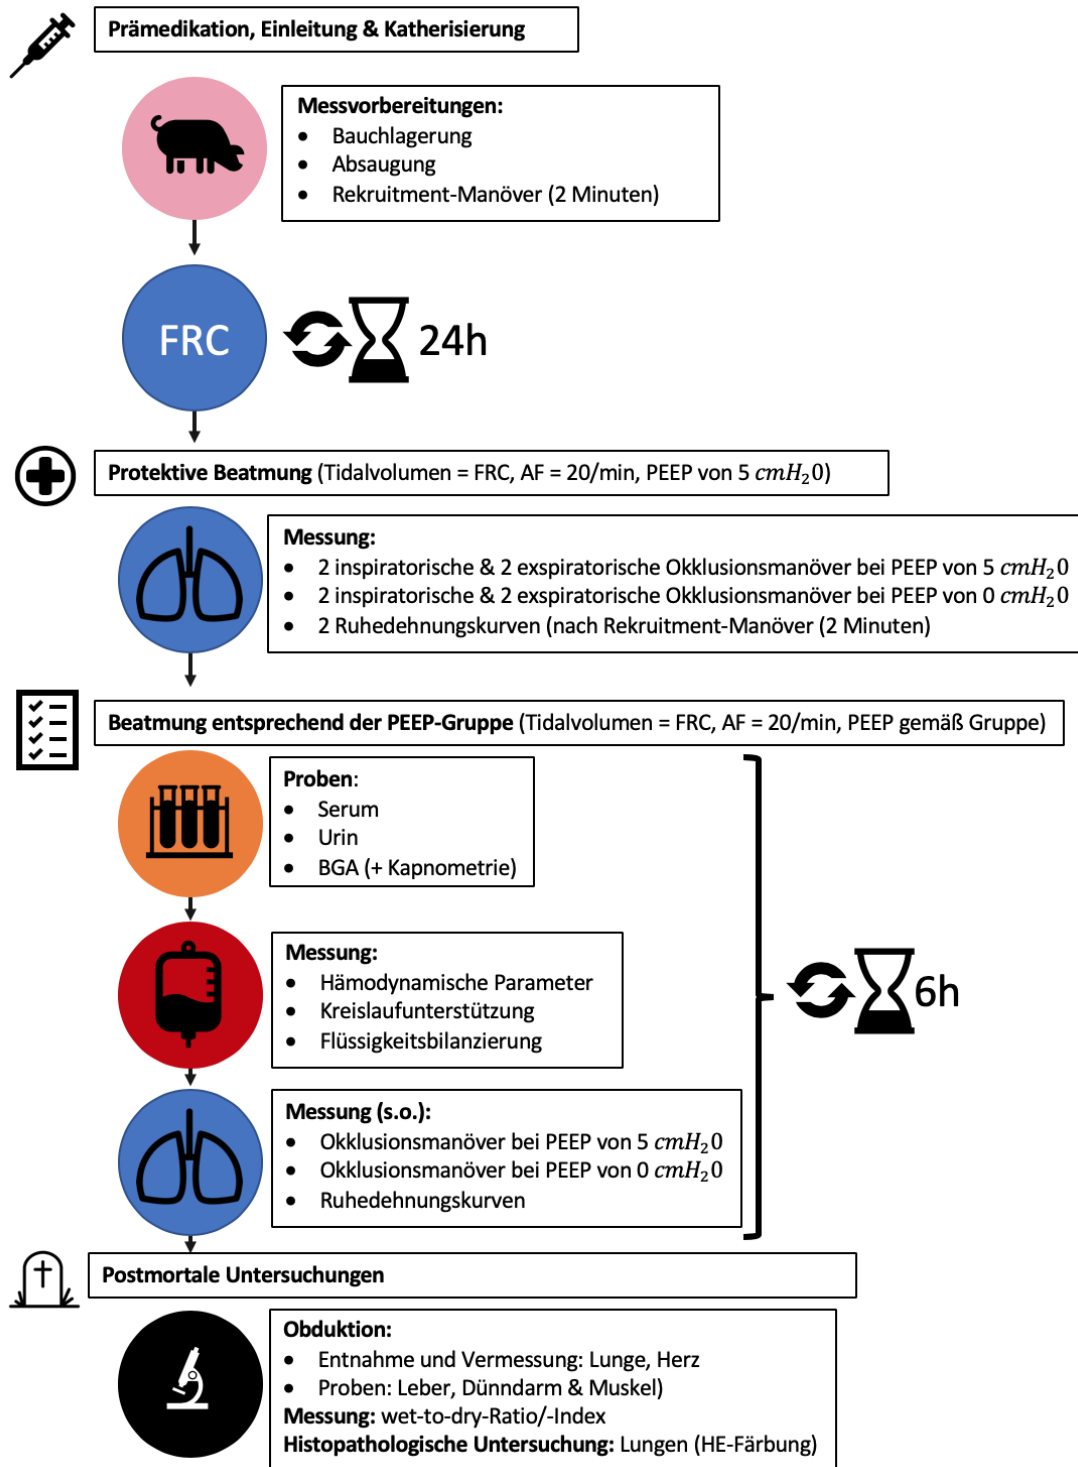 Prämedikation, Einleitung & Katherisierung
Messvorbereitungen:
• Bauchlagerung
• Absaugung
• Rekruitment-Manöver (2 Minuten)
FRC
24h
Protektive Beatmung (Tidalvolumen = FRC, AF = 20/min, PEEP von 5 cmH₂0)
Messung:
• 2 inspiratorische & 2 exspiratorische Okklusionsmanöver bei PEEP von 5 cmH₂0
• 2 inspiratorische & 2 exspiratorische Okklusionsmanöver bei PEEP von 0 cmH₂0
• 2 Ruhedehnungskurven (nach Rekruitment-Manöver (2 Minuten)
Beatmung entsprechend der PEEP-Gruppe (Tidalvolumen = FRC, AF = 20/min, PEEP gemäß Gruppe)
Proben:
• Serum
• Urin
• BGA (+ Kapnometrie)
Messung:
• Hämodynamische Parameter
• Kreislaufunterstützung
• Flüssigkeitsbilanzierung
6h
Messung (s.o.):
• Okklusionsmanöver bei PEEP von 5 cmH₂0
• Okklusionsmanöver bei PEEP von 0 cmH₂0
• Ruhedehnungskurven
Postmortale Untersuchungen
Obduktion:
• Entnahme und Vermessung: Lunge, Herz
• Proben: Leber, Dünndarm & Muskel)
Messung: wet-to-dry-Ratio/-Index
Histopathologische Untersuchung: Lungen (HE-Färbung)